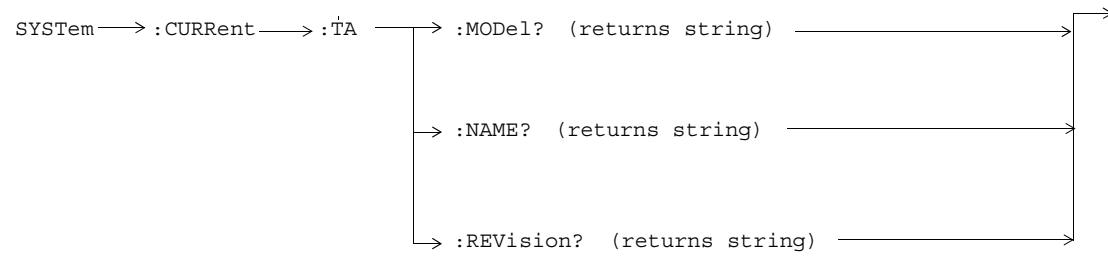 SYSTem :CURRent :TA :MODel? (returns string)
:NAME? (returns string)
:REVision? (returns string)